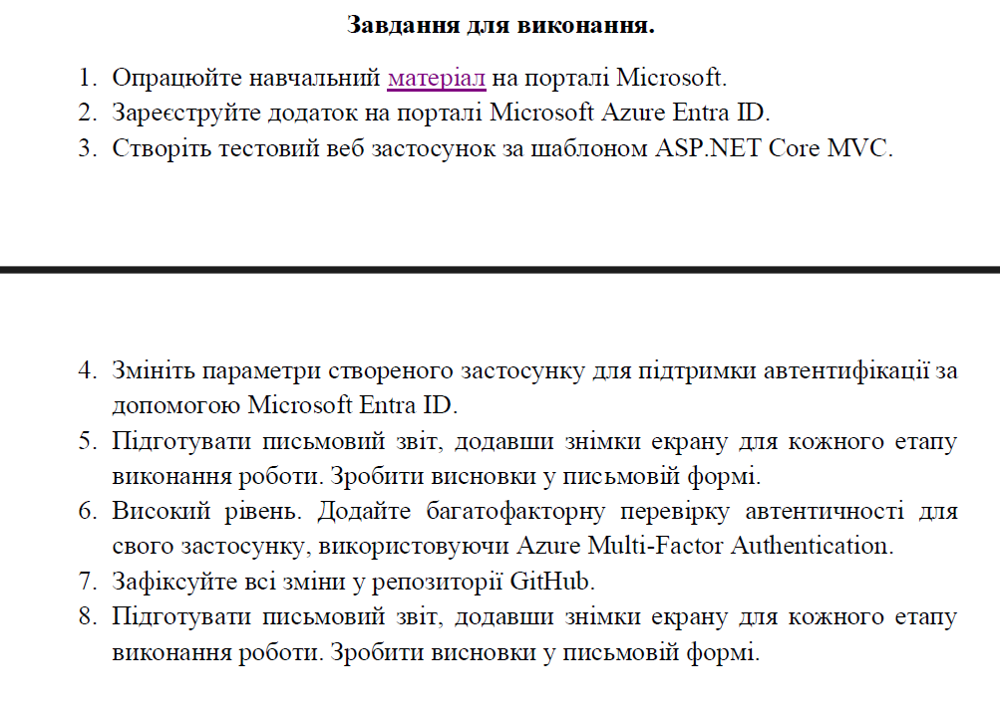 Завдання для виконання.
1. Опрацюйте навчальний матеріал на порталі Microsoft.
2. Зареєструйте додаток на порталі Microsoft Azure Entra ID.
3. Створіть тестовий веб застосунок за шаблоном ASP.NET Core MVC.
4. Змініть параметри створеного застосунку для підтримки автентифікації за
допомогою Microsoft Entra ID.
5. Підготувати письмовий звіт, додавши знімки екрану для кожного етапу
виконання роботи. Зробити висновки у письмовій формі.
6. Високий рівень. Додайте багатофакторну перевірку автентичності для
свого застосунку, використовуючи Azure Multi-Factor Authentication.
7. Зафіксуйте всі зміни у репозиторії GitHub.
8. Підготувати письмовий звіт, додавши знімки екрану для кожного етапу
виконання роботи. Зробити висновки у письмовій формі.